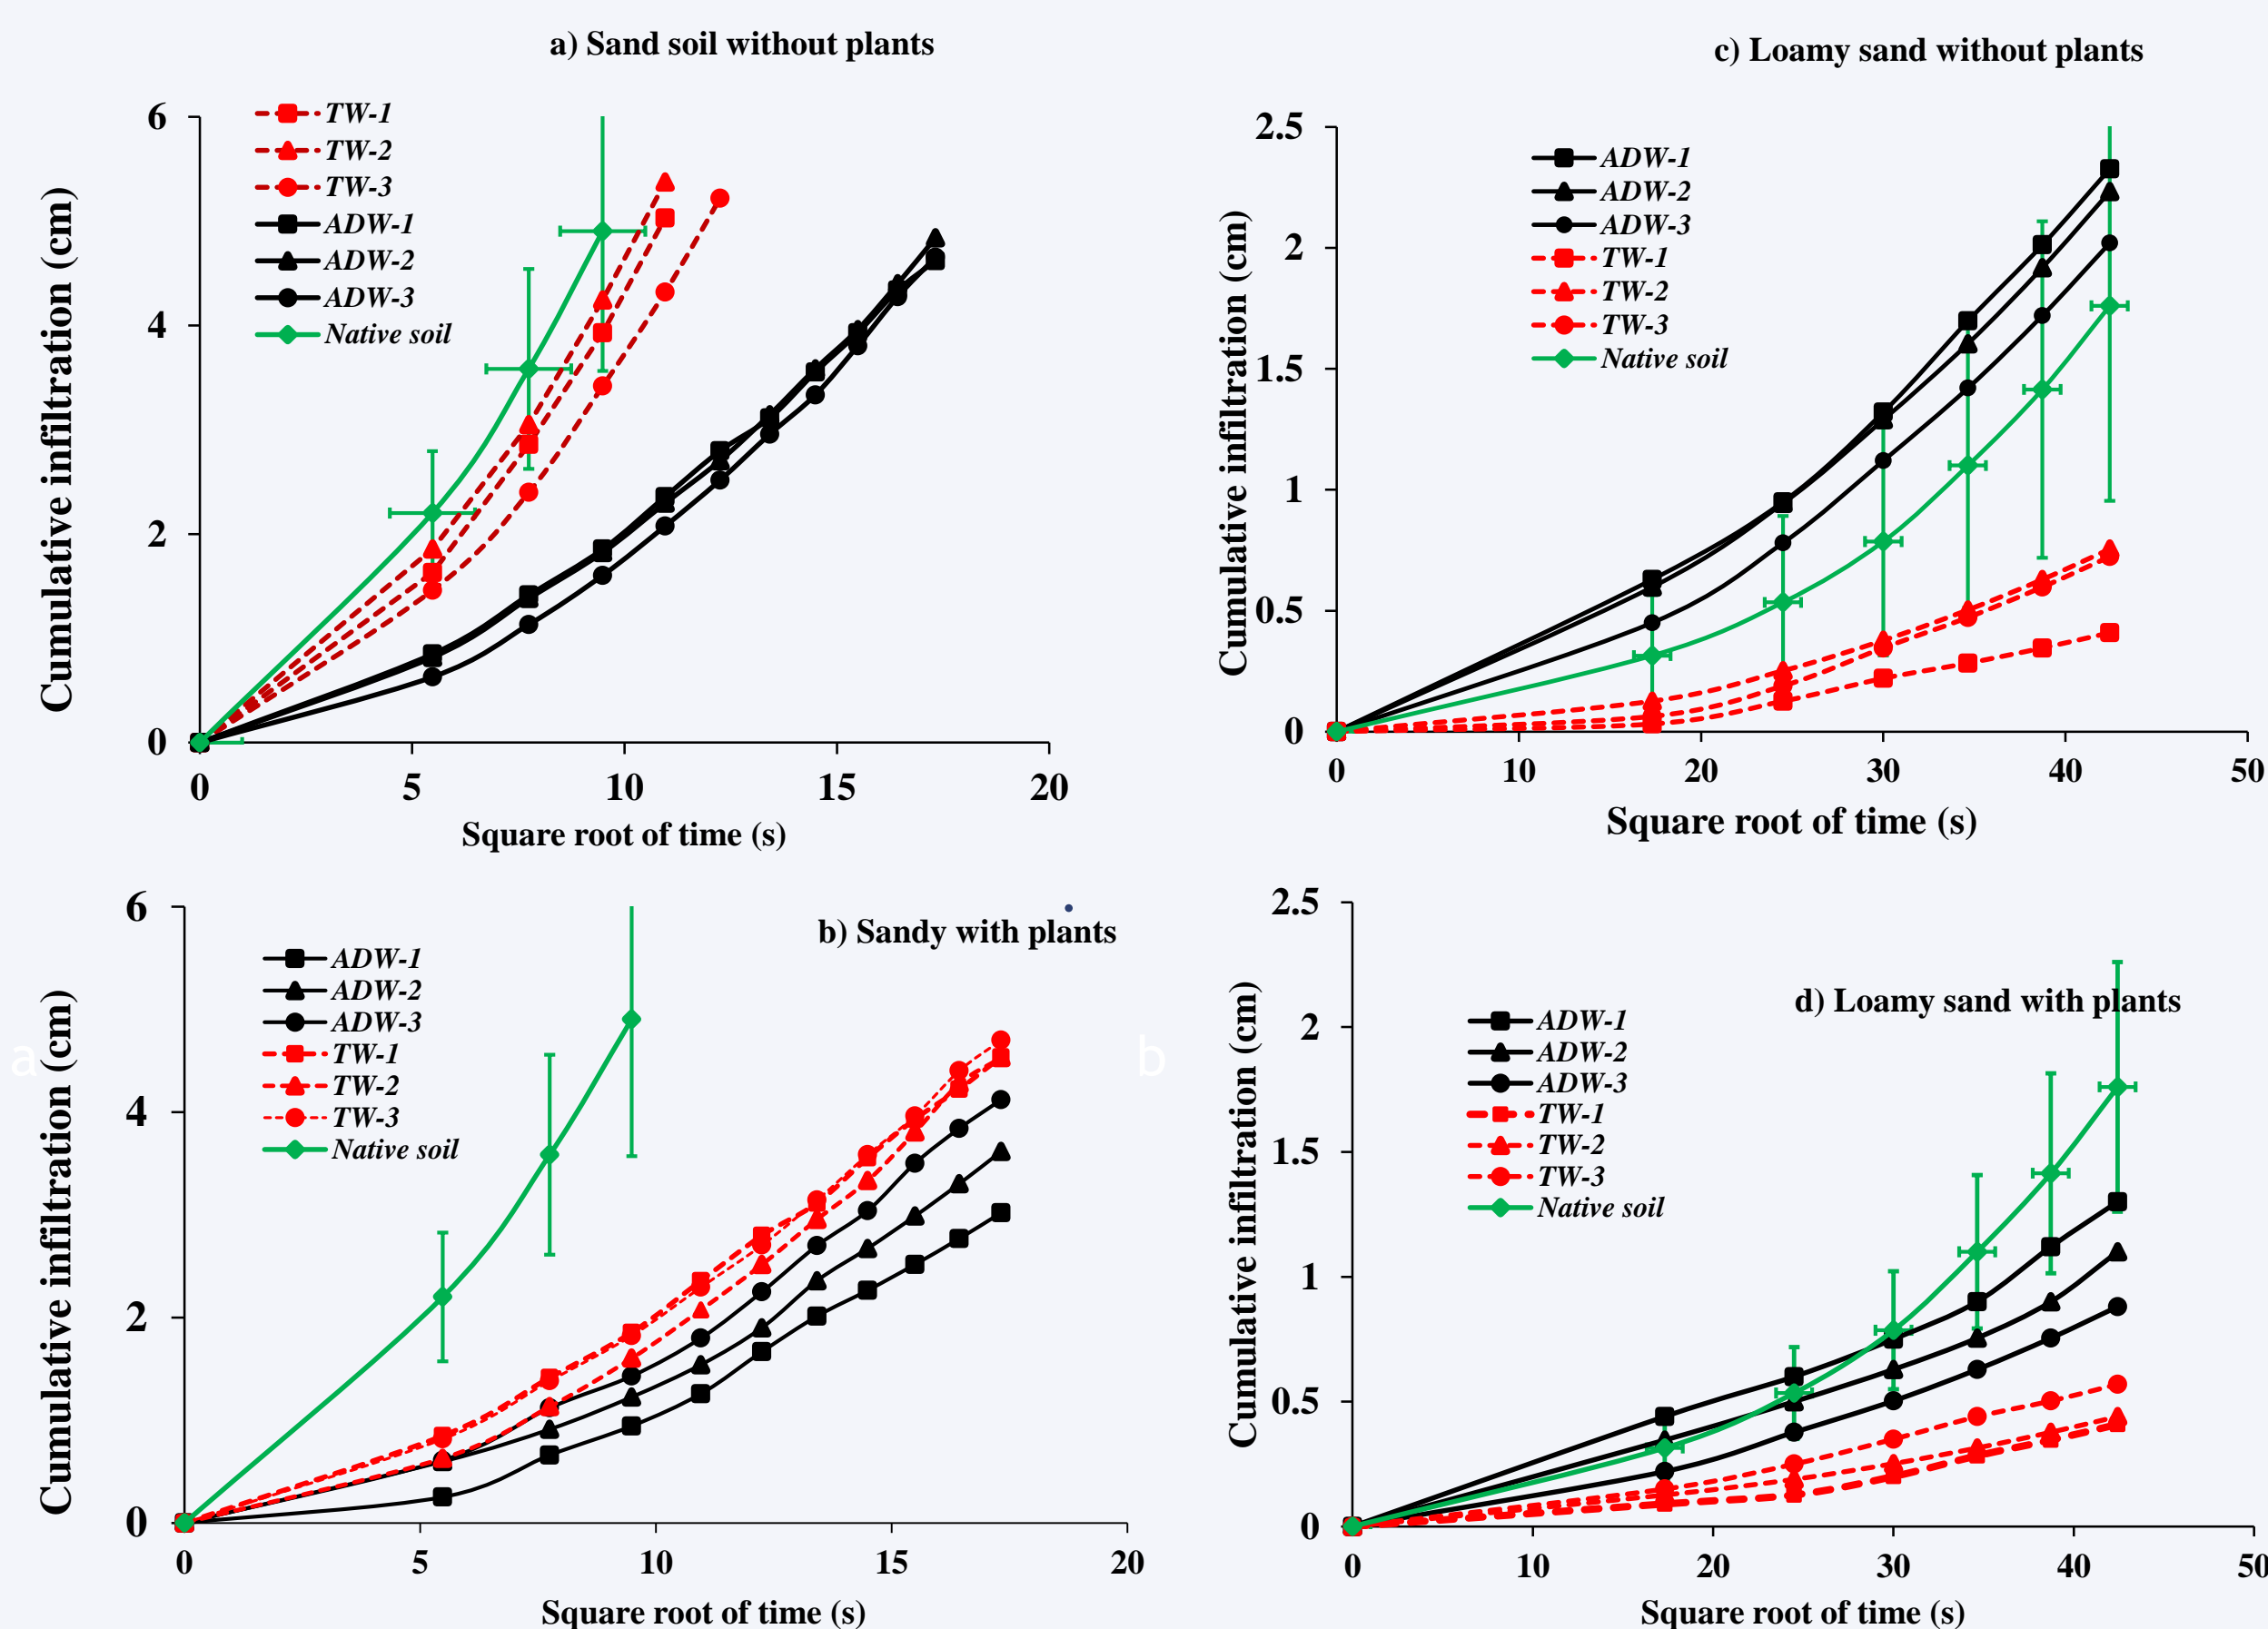 a) Sand soil without plants
Cumulative infiltration (cm)
6
4
2
0
TW-1
TW-2
TW-3
ADW-1
ADW-2
ADW-3
Native soil
0 5 10 15 20
Square root of time (s)
c) Loamy sand without plants
Cumulative infiltration (cm)
2.5
2
1.5
1
0.5
0
ADW-1
ADW-2
ADW-3
TW-1
TW-2
TW-3
Native soil
0 10 20 30 40 50
Square root of time (s)
b) Sandy with plants
Cumulative infiltration (cm)
6
4
2
0
ADW-1
ADW-2
ADW-3
TW-1
TW-2
TW-3
Native soil
0 5 10 15 20
Square root of time (s)
a
b
d) Loamy sand with plants
Cumulative infiltration (cm)
2.5
2
1.5
1
0.5
0
ADW-1
ADW-2
ADW-3
TW-1
TW-2
TW-3
Native soil
0 10 20 30 40 50
Square root of time (s)